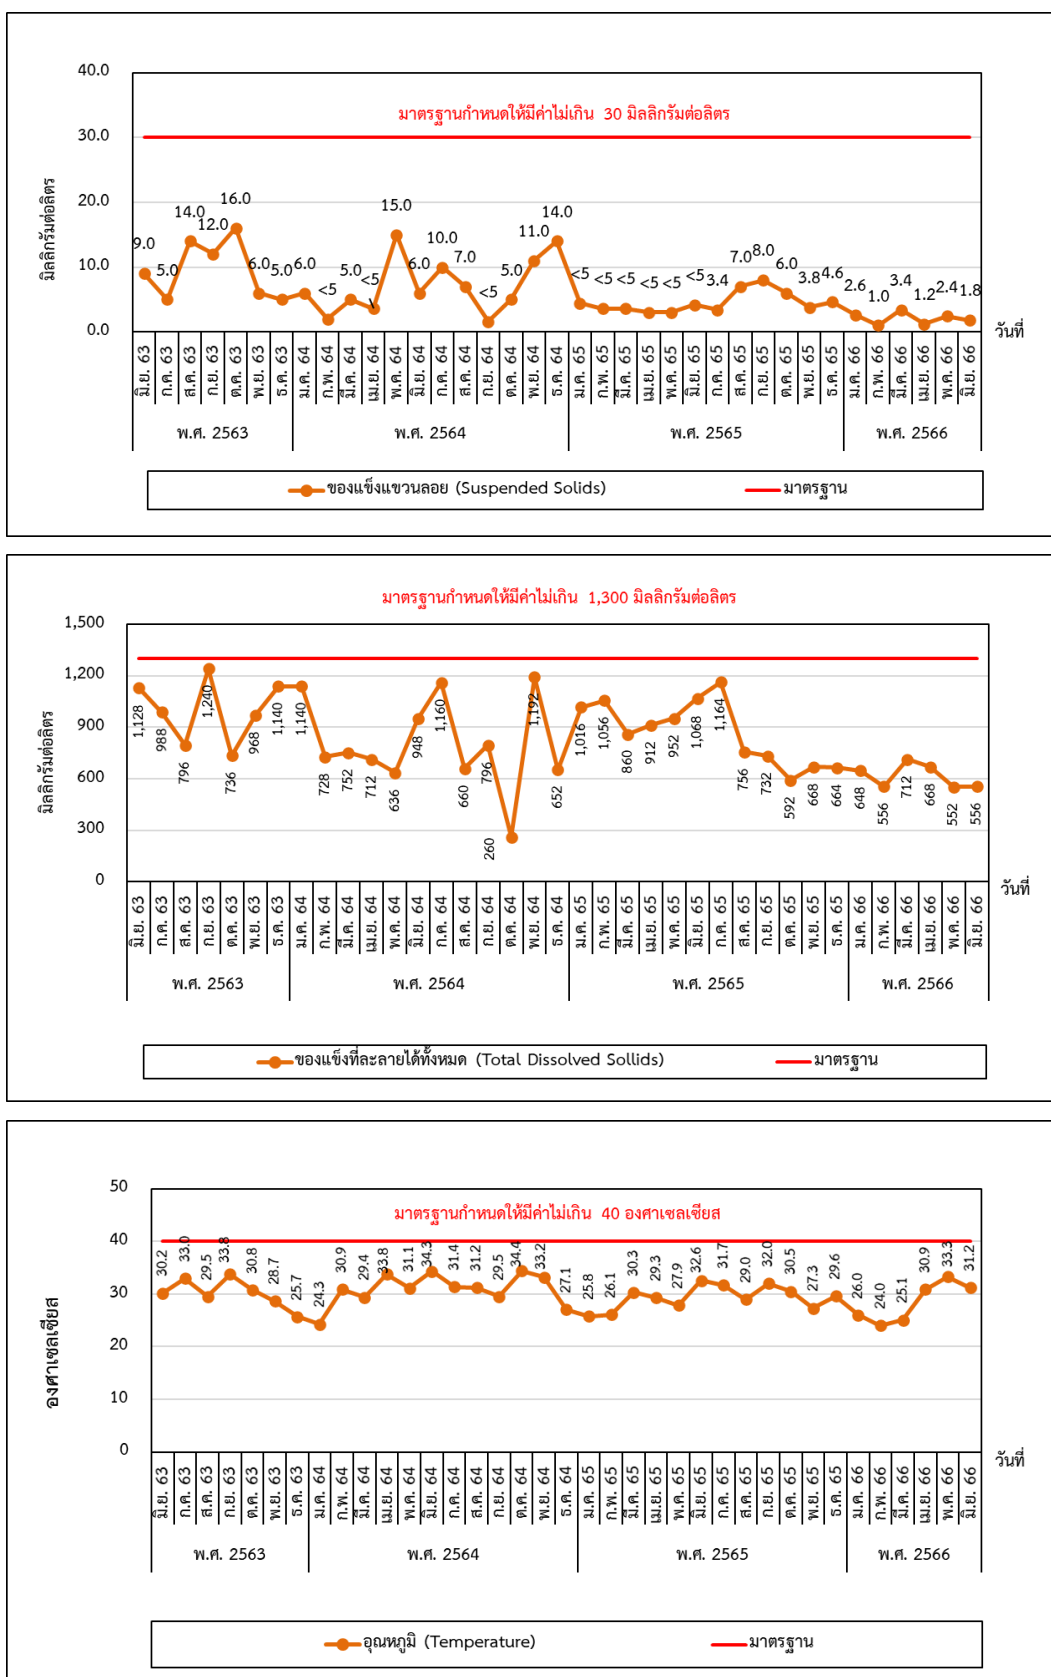 40.0
มาตรฐานกำหนดให้มีค่าไม่เกิน 30 มิลลิกรัมต่อลิตร
30.0
20.0
10.0
0.0
มิลลิกรัมต่อลิตร
9.0 5.0 14.0 12.0 16.0 6.0 5.0 6.0 <5 5.0 <5 15.0 6.0 10.0 7.0 <5 5.0 11.0 14.0 <5 <5 <5 <5 <5 <5 3.4 7.0 8.0 6.0 3.8 4.6 2.6 1.0 3.4 1.2 2.4 1.8
วันที่
มิ.ย. 63 ก.ค. 63 ส.ค. 63 ก.ย. 63 ต.ค. 63 พ.ย. 63 ธ.ค. 63 ม.ค. 64 ก.พ. 64 มี.ค. 64 เม.ย. 64 พ.ค. 64 มิ.ย. 64 ก.ค. 64 ส.ค. 64 ก.ย. 64 ต.ค. 64 พ.ย. 64 ธ.ค. 64 ม.ค. 65 ก.พ. 65 มี.ค. 65 เม.ย. 65 พ.ค. 65 มิ.ย. 65 ก.ค. 65 ส.ค. 65 ก.ย. 65 ต.ค. 65 พ.ย. 65 ธ.ค. 65 ม.ค. 66 ก.พ. 66 มี.ค. 66 เม.ย. 66 พ.ค. 66 มิ.ย. 66
พ.ศ. 2563 พ.ศ. 2564 พ.ศ. 2565 พ.ศ. 2566
ของแข็งแขวนลอย (Suspended Solids) มาตรฐาน
มาตรฐานกำหนดให้มีค่าไม่เกิน 1,300 มิลลิกรัมต่อลิตร
1,500
1,200
900
600
300
0
มิลลิกรัมต่อลิตร
1,128 988 796 1,240 736 968 1,140 1,140 728 752 712 636 948 1,160 660 796 260 1,192 652 1,016 1,056 860 912 952 1,068 1,164 756 732 592 668 664 648 556 712 668 552 556
วันที่
มิ.ย. 63 ก.ค. 63 ส.ค. 63 ก.ย. 63 ต.ค. 63 พ.ย. 63 ธ.ค. 63 ม.ค. 64 ก.พ. 64 มี.ค. 64 เม.ย. 64 พ.ค. 64 มิ.ย. 64 ก.ค. 64 ส.ค. 64 ก.ย. 64 ต.ค. 64 พ.ย. 64 ธ.ค. 64 ม.ค. 65 ก.พ. 65 มี.ค. 65 เม.ย. 65 พ.ค. 65 มิ.ย. 65 ก.ค. 65 ส.ค. 65 ก.ย. 65 ต.ค. 65 พ.ย. 65 ธ.ค. 65 ม.ค. 66 ก.พ. 66 มี.ค. 66 เม.ย. 66 พ.ค. 66 มิ.ย. 66
พ.ศ. 2563 พ.ศ. 2564 พ.ศ. 2565 พ.ศ. 2566
ของแข็งที่ละลายได้ทั้งหมด (Total Dissolved Sollids) มาตรฐาน
50
มาตรฐานกำหนดให้มีค่าไม่เกิน 40 องศาเซลเซียส
40
30
20
10
0
องศาเซลเซียส
30.2 33.0 29.5 33.8 30.8 28.7 25.7 24.3 30.9 29.4 33.8 31.1 34.3 31.4 31.2 29.5 34.4 33.2 27.1 25.8 26.1 30.3 29.3 27.9 32.6 31.7 29.0 32.0 30.5 27.3 29.6 26.0 24.0 25.1 30.9 33.3 31.2
วันที่
มิ.ย. 63 ก.ค. 63 ส.ค. 63 ก.ย. 63 ต.ค. 63 พ.ย. 63 ธ.ค. 63 ม.ค. 64 ก.พ. 64 มี.ค. 64 เม.ย. 64 พ.ค. 64 มิ.ย. 64 ก.ค. 64 ส.ค. 64 ก.ย. 64 ต.ค. 64 พ.ย. 64 ธ.ค. 64 ม.ค. 65 ก.พ. 65 มี.ค. 65 เม.ย. 65 พ.ค. 65 มิ.ย. 65 ก.ค. 65 ส.ค. 65 ก.ย. 65 ต.ค. 65 พ.ย. 65 ธ.ค. 65 ม.ค. 66 ก.พ. 66 มี.ค. 66 เม.ย. 66 พ.ค. 66 มิ.ย. 66
พ.ศ. 2563 พ.ศ. 2564 พ.ศ. 2565 พ.ศ. 2566
อุณหภูมิ (Temperature) มาตรฐาน